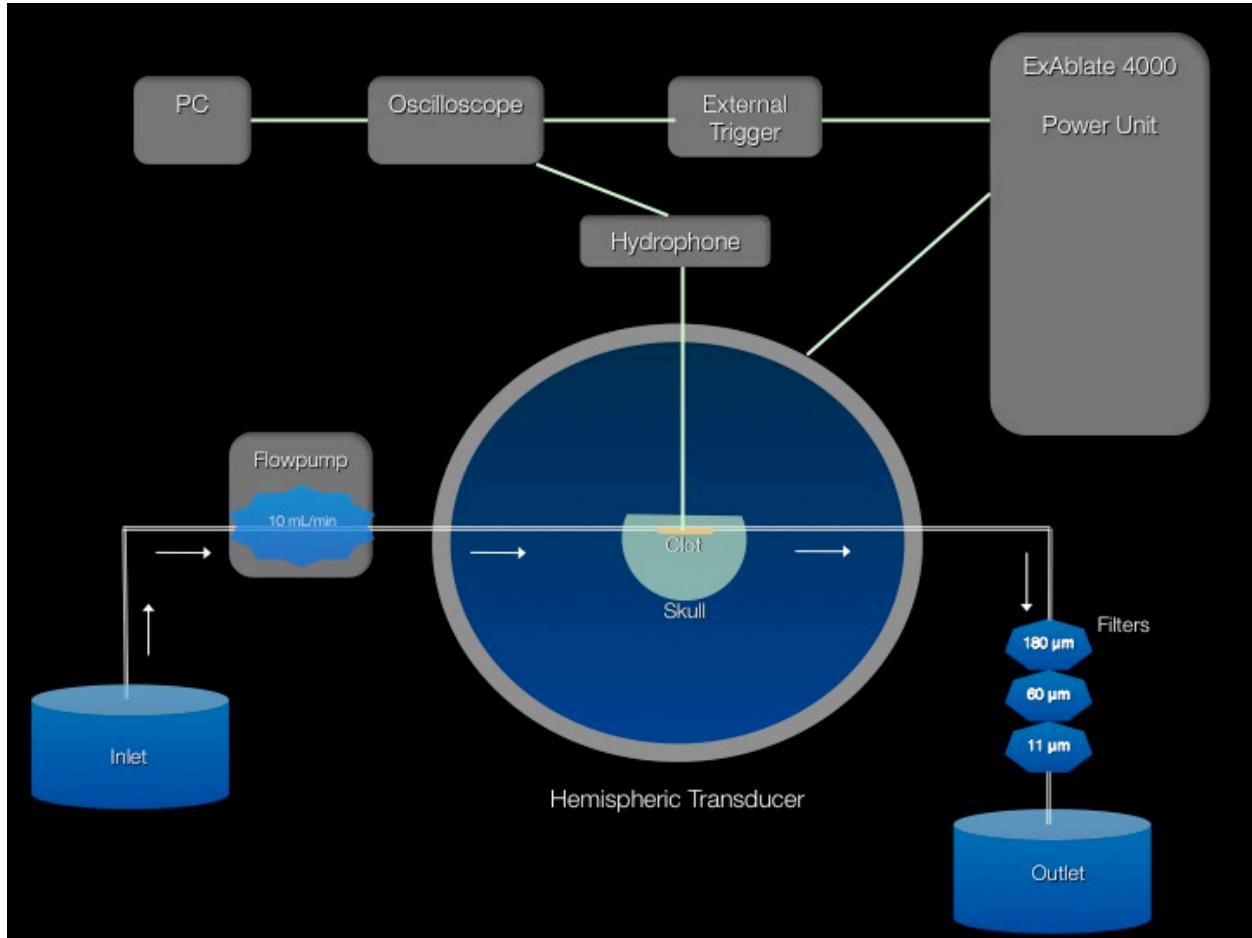 PC
Oscilloscope
External
Trigger
ExAblate 4000
Power Unit
Hydrophone
Flowpump
10 mL/min
Clot
Skull
Filters
180 µm
60 µm
11 µm
Inlet
Hemispheric Transducer
Outlet